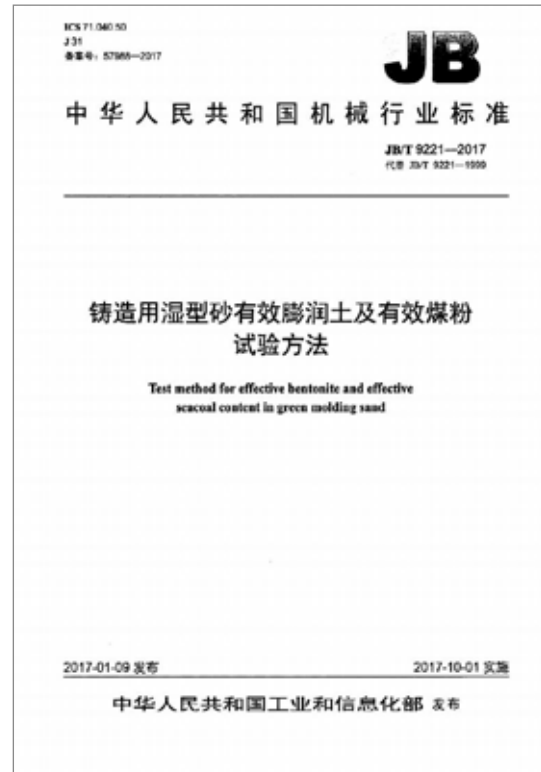 ICS 71.040.50
J 31
备案号：57988—2017
JB
中华人民共和国机械行业标准
JB/T 9221—2017
代替 JB/T 9221—1999
铸造用湿型砂有效膨润土及有效煤粉
试验方法
Test method for effective bentonite and effective
seacoal content in green molding sand
2017-01-09 发布
2017-10-01 实施
中华人民共和国工业和信息化部 发布